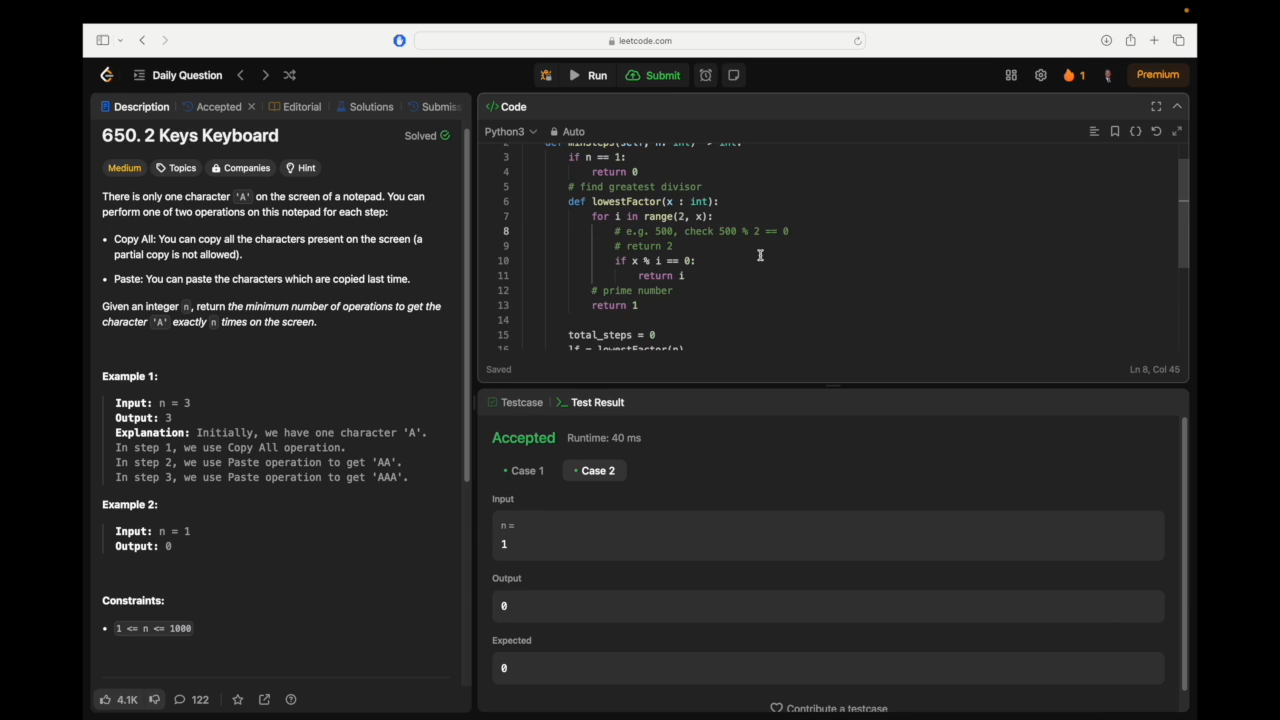 leetcode.com
Daily Question
Run
Submit
1
Premium
Description
Accepted
Editorial
Solutions
Submiss
650. 2 Keys Keyboard
Solved
Medium
Topics
Companies
Hint
There is only one character 'A' on the screen of a notepad. You can
perform one of two operations on this notepad for each step:
• Copy All: You can copy all the characters present on the screen (a
partial copy is not allowed).
• Paste: You can paste the characters which are copied last time.
Given an integer n, return the minimum number of operations to get the
character 'A' exactly n times on the screen.
Example 1:
Input: n = 3
Output: 3
Explanation: Initially, we have one character 'A'.
In step 1, we use Copy All operation.
In step 2, we use Paste operation to get 'AA'.
In step 3, we use Paste operation to get 'AAA'.
Example 2:
Input: n = 1
Output: 0
Constraints:
• 1 <= n <= 1000
4.1K
122
</> Code
Python3
Auto
2 def minSteps(self, n: int) -> int:
3 if n == 1:
4 return 0
5 # find greatest divisor
6 def lowestFactor(x : int):
7 for i in range(2, x):
8 # e.g. 500, check 500 % 2 == 0
9 # return 2
10 if x % i == 0:
11 return i
12 # prime number
13 return 1
14
15 total_steps = 0
16 lf = lowestFactor(n)
Saved
Ln 8, Col 45
Testcase
>_ Test Result
Accepted
Runtime: 40 ms
• Case 1
• Case 2
Input
n =
1
Output
0
Expected
0
Contribute a testcase